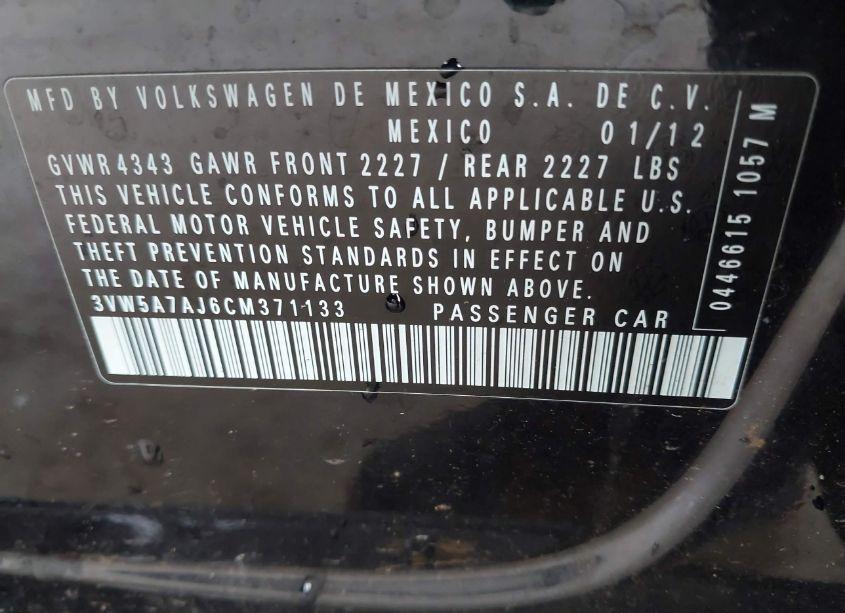 MFD BY VOLKSWAGEN DE MEXICO S.A. DE C.V.
MEXICO 01/12
GVWR 4343 GAWR FRONT 2227 / REAR 2227 LBS
THIS VEHICLE CONFORMS TO ALL APPLICABLE U.S.
FEDERAL MOTOR VEHICLE SAFETY, BUMPER AND
THEFT PREVENTION STANDARDS IN EFFECT ON
THE DATE OF MANUFACTURE SHOWN ABOVE.
3VW5A7AJ6CM371133 PASSENGER CAR
0446615 1057 M